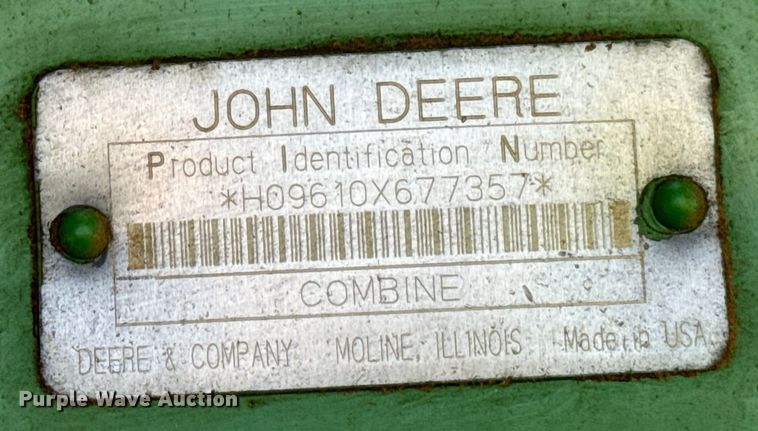 JOHN DEERE
Product Identification Number
*H09610X677357*
COMBINE
DEERE & COMPANY MOLINE, ILLINOIS Made in USA
Purple Wave Auction